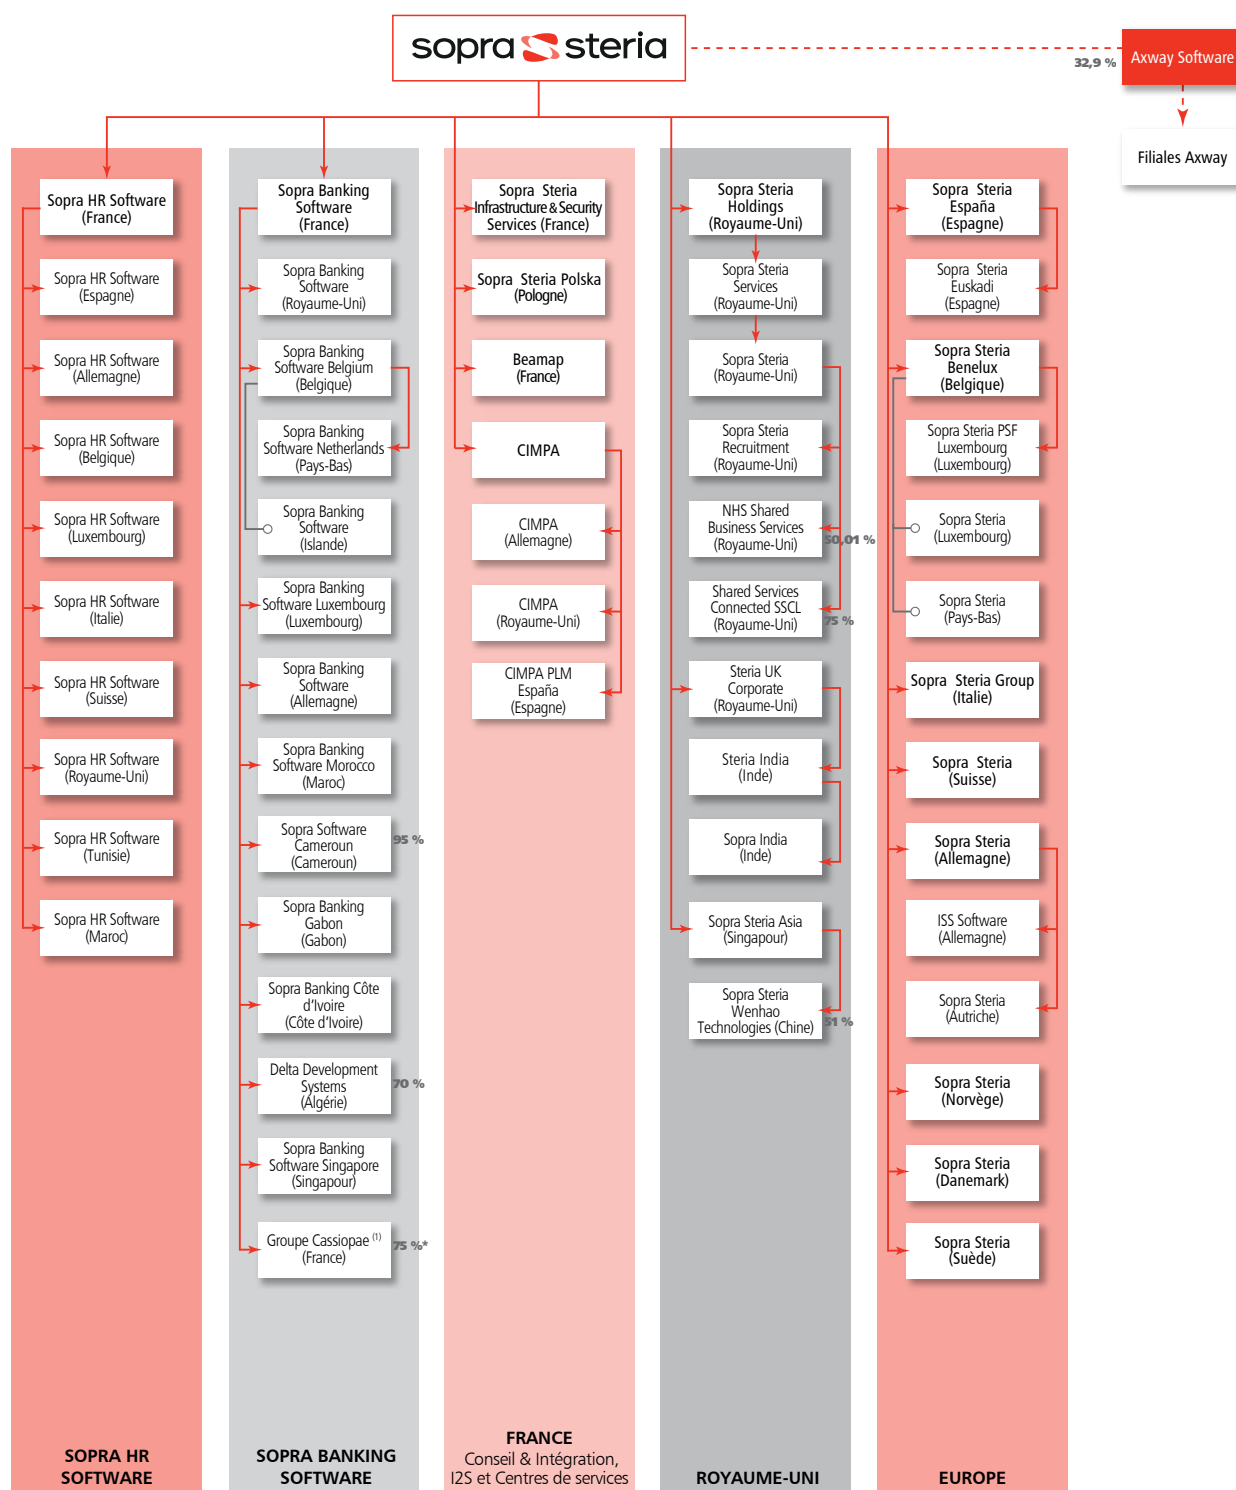 sopra steria
32,9 %
Axway Software
Filiales Axway
Sopra HR Software
(France)
Sopra HR Software
(Espagne)
Sopra HR Software
(Allemagne)
Sopra HR Software
(Belgique)
Sopra HR Software
(Luxembourg)
Sopra HR Software
(Italie)
Sopra HR Software
(Suisse)
Sopra HR Software
(Royaume-Uni)
Sopra HR Software
(Tunisie)
Sopra HR Software
(Maroc)
SOPRA HR
SOFTWARE
Sopra Banking
Software
(France)
Sopra Banking
Software
(Royaume-Uni)
Sopra Banking
Software Belgium
(Belgique)
Sopra Banking
Software Netherlands
(Pays-Bas)
Sopra Banking
Software
(Islande)
Sopra Banking
Software Luxembourg
(Luxembourg)
Sopra Banking
Software
(Allemagne)
Sopra Banking
Software Morocco
(Maroc)
Sopra Software
Cameroun
(Cameroun)
95 %
Sopra Banking
Gabon
(Gabon)
Sopra Banking Côte
d'Ivoire
(Côte d'Ivoire)
Delta Development
Systems
(Algérie)
70 %
Sopra Banking
Software Singapore
(Singapour)
Groupe Cassiopae (1)
(France)
75 %*
SOPRA BANKING
SOFTWARE
Sopra Steria
Infrastructure & Security
Services (France)
Sopra Steria Polska
(Pologne)
Beamap
(France)
CIMPA
CIMPA
(Allemagne)
CIMPA
(Royaume-Uni)
CIMPA PLM
España
(Espagne)
FRANCE
Conseil & Intégration,
I2S et Centres de services
Sopra Steria
Holdings
(Royaume-Uni)
Sopra Steria
Services
(Royaume-Uni)
Sopra Steria
(Royaume-Uni)
Sopra Steria
Recruitment
(Royaume-Uni)
NHS Shared
Business Services
(Royaume-Uni)
50,01 %
Shared Services
Connected SSCL
(Royaume-Uni)
75 %
Steria UK
Corporate
(Royaume-Uni)
Steria India
(Inde)
Sopra India
(Inde)
Sopra Steria Asia
(Singapour)
Sopra Steria
Wenhao
Technologies (Chine)
51 %
ROYAUME-UNI
Sopra Steria
España
(Espagne)
Sopra Steria
Euskadi
(Espagne)
Sopra Steria
Benelux
(Belgique)
Sopra Steria PSF
Luxembourg
(Luxembourg)
Sopra Steria
(Luxembourg)
Sopra Steria
(Pays-Bas)
Sopra Steria Group
(Italie)
Sopra Steria
(Suisse)
Sopra Steria
(Allemagne)
ISS Software
(Allemagne)
Sopra Steria
(Autriche)
Sopra Steria
(Norvège)
Sopra Steria
(Danemark)
Sopra Steria
(Suède)
EUROPE